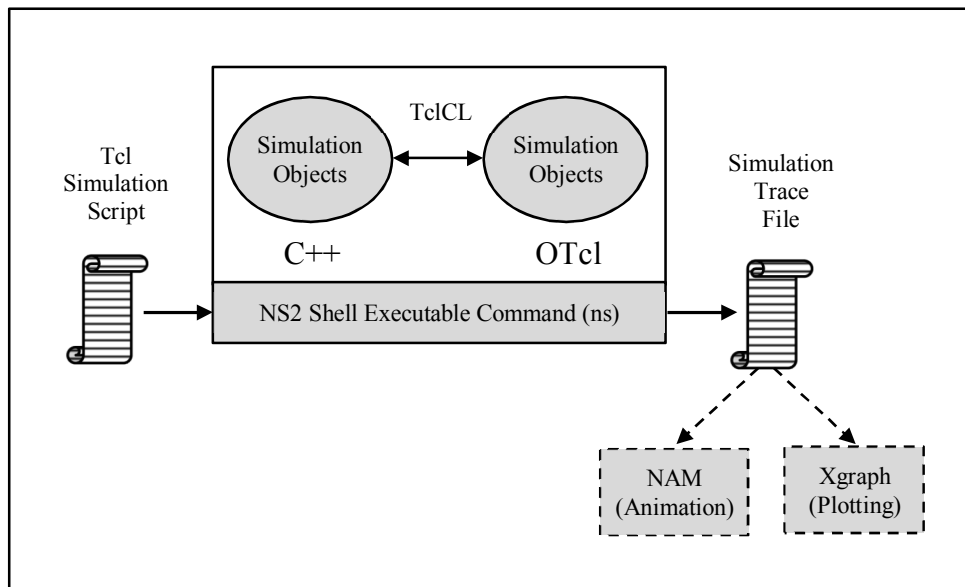 TclCL
Tcl
Simulation
Script
Simulation
Objects
Simulation
Objects
C++
OTcl
Simulation
Trace
File
NS2 Shell Executable Command (ns)
NAM
(Animation)
Xgraph
(Plotting)